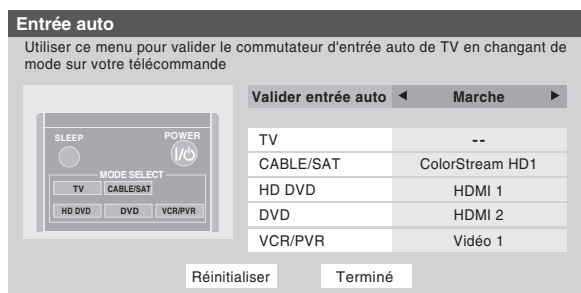 Entrée auto
Utiliser ce menu pour valider le commutateur d'entrée auto de TV en changant de
mode sur votre télécommande
Valider entrée auto ◄ Marche ►
SLEEP POWER
I/⏻
MODE SELECT
TV CABLE/SAT
HD DVD DVD VCR/PVR
TV --
CABLE/SAT ColorStream HD1
HD DVD HDMI 1
DVD HDMI 2
VCR/PVR Vidéo 1
Réinitialiser Terminé